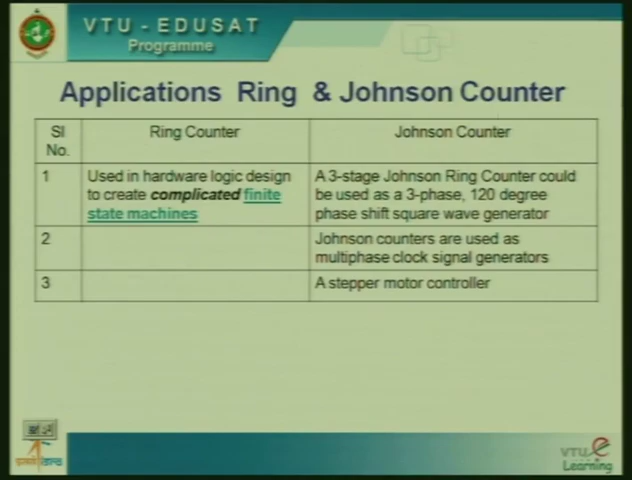 VTU - EDUSAT
Programme
Applications Ring & Johnson Counter
Sl No.
Ring Counter
Johnson Counter
1
Used in hardware logic design
to create complicated finite
state machines
A 3-stage Johnson Ring Counter could
be used as a 3-phase, 120 degree
phase shift square wave generator
2
Johnson counters are used as
multiphase clock signal generators
3
A stepper motor controller
VTU e
Learning